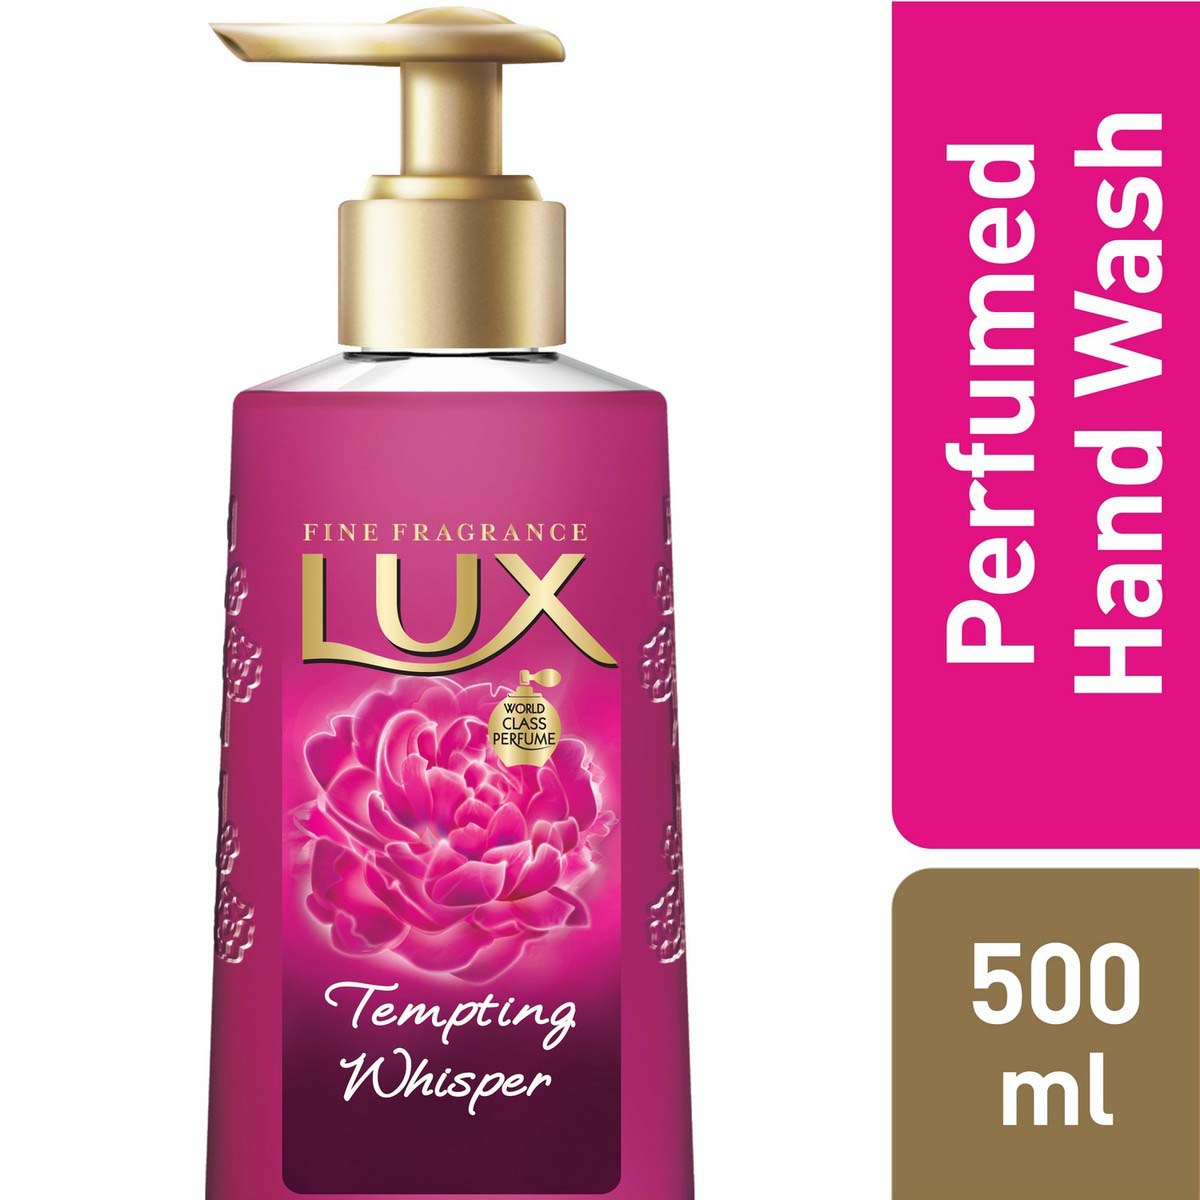 FINE FRAGRANCE
LUX
WORLD
CLASS
PERFUME
Tempting
Whisper
Perfumed
Hand Wash
500
ml